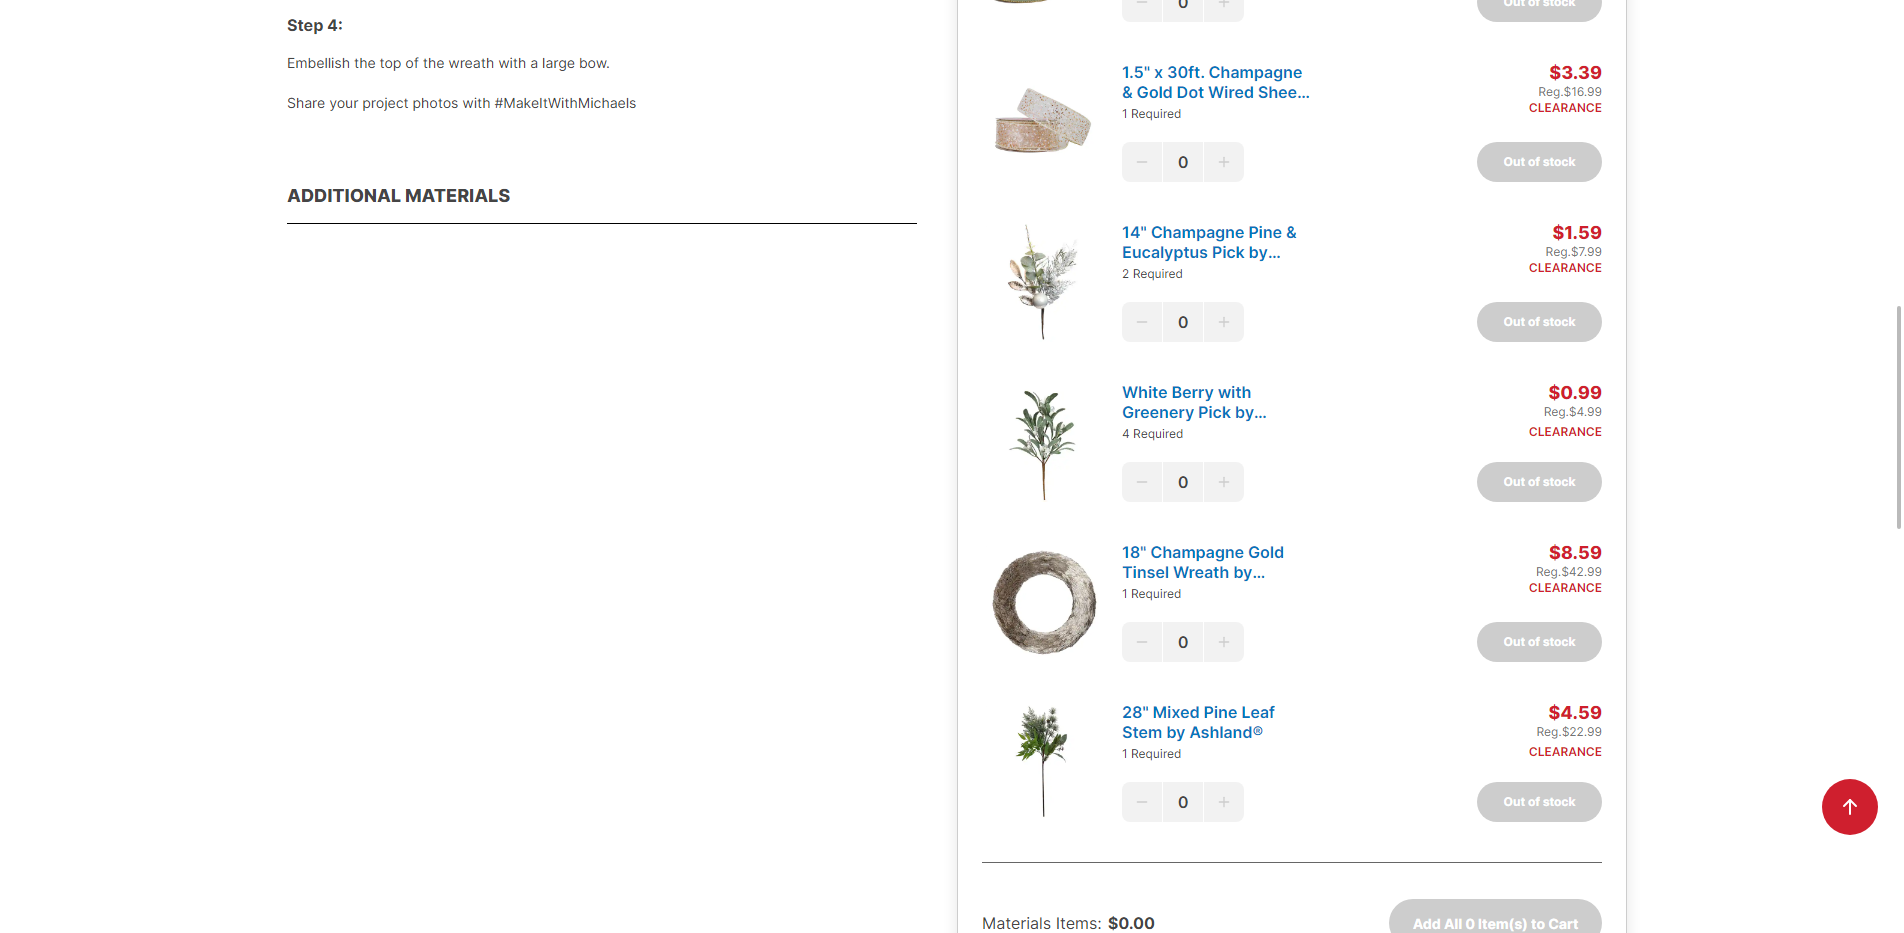 Step 4:
Embellish the top of the wreath with a large bow.
Share your project photos with #MakeItWithMichaels
ADDITIONAL MATERIALS
0
Out of stock
1.5" x 30ft. Champagne
& Gold Dot Wired Shee...
1 Required
$3.39
Reg.$16.99
CLEARANCE
0
Out of stock
14" Champagne Pine &
Eucalyptus Pick by...
2 Required
$1.59
Reg.$7.99
CLEARANCE
0
Out of stock
White Berry with
Greenery Pick by...
4 Required
$0.99
Reg.$4.99
CLEARANCE
0
Out of stock
18" Champagne Gold
Tinsel Wreath by...
1 Required
$8.59
Reg.$42.99
CLEARANCE
0
Out of stock
28" Mixed Pine Leaf
Stem by Ashland®
1 Required
$4.59
Reg.$22.99
CLEARANCE
0
Out of stock
Materials Items: $0.00
Add All 0 Item(s) to Cart